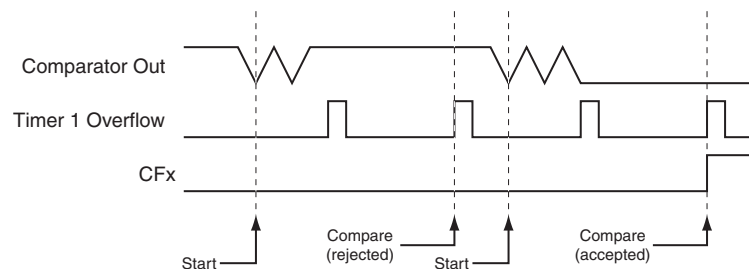 Comparator Out
Timer 1 Overflow
CFx
Start
Compare
(rejected)
Start
Compare
(accepted)